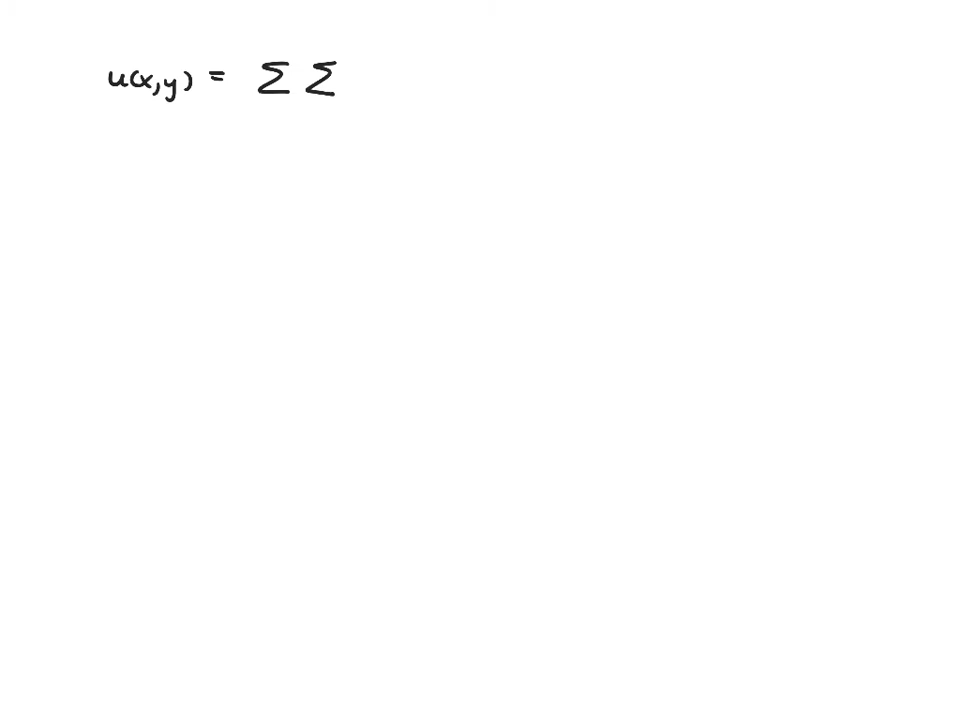 u(x,y) = Σ Σ